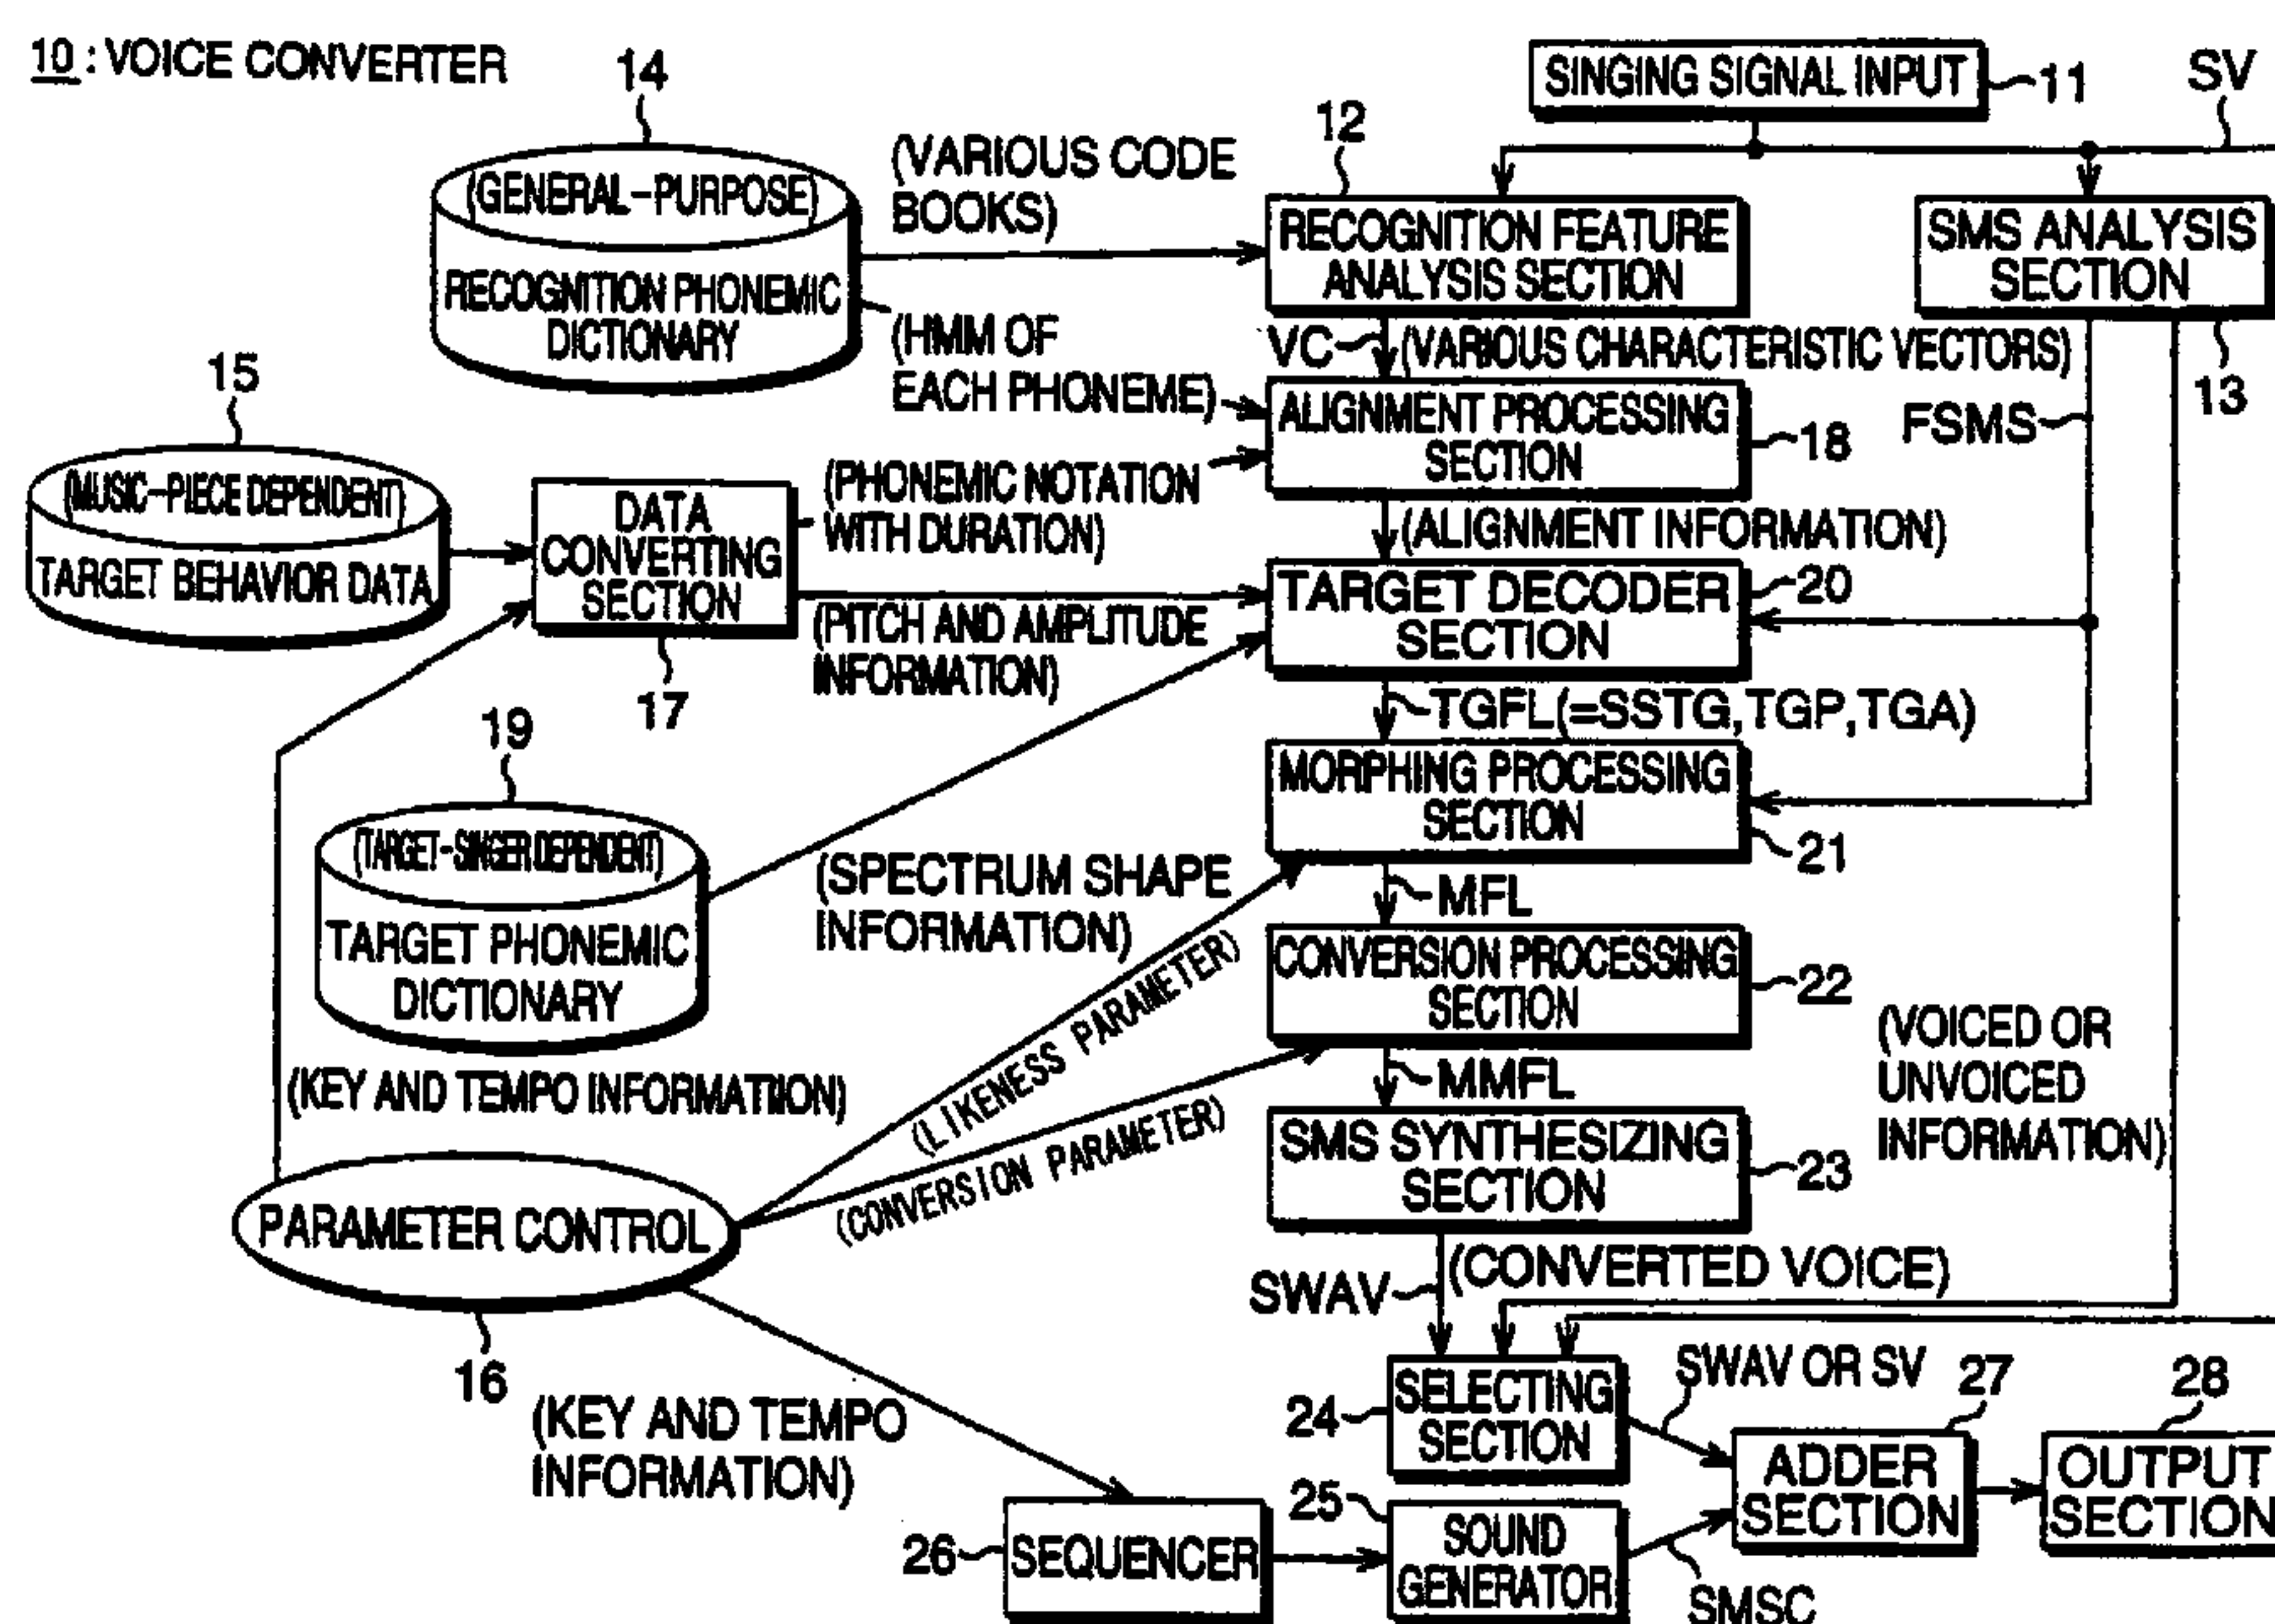 10 : VOICE CONVERTER
14
SINGING SIGNAL INPUT
11
SV
12
(GENERAL-PURPOSE)
RECOGNITION PHONEMIC
DICTIONARY
(VARIOUS CODE
BOOKS)
RECOGNITION FEATURE
ANALYSIS SECTION
SMS ANALYSIS
SECTION
13
(HMM OF
EACH PHONEME)
VC
(VARIOUS CHARACTERISTIC VECTORS)
15
(MUSIC-PIECE DEPENDENT)
TARGET BEHAVIOR DATA
ALIGNMENT PROCESSING
SECTION
18
FSMS
DATA
CONVERTING
SECTION
17
(PHONEMIC NOTATION
WITH DURATION)
(ALIGNMENT INFORMATION)
TARGET DECODER
SECTION
20
(PITCH AND AMPLITUDE
INFORMATION)
TGFL(=SSTG,TGP,TGA)
19
(TARGET-SINGER DEPENDENT)
TARGET PHONEMIC
DICTIONARY
MORPHING PROCESSING
SECTION
21
(SPECTRUM SHAPE
INFORMATION)
MFL
CONVERSION PROCESSING
SECTION
22
(VOICED OR
UNVOICED
INFORMATION)
(KEY AND TEMPO INFORMATION)
(LIKENESS PARAMETER)
(CONVERSION PARAMETER)
MMFL
SMS SYNTHESIZING
SECTION
23
PARAMETER CONTROL
16
SWAV
(CONVERTED VOICE)
(KEY AND TEMPO
INFORMATION)
24
SELECTING
SECTION
SWAV OR SV
27
28
ADDER
SECTION
OUTPUT
SECTION
26
SEQUENCER
25
SOUND
GENERATOR
SMSC